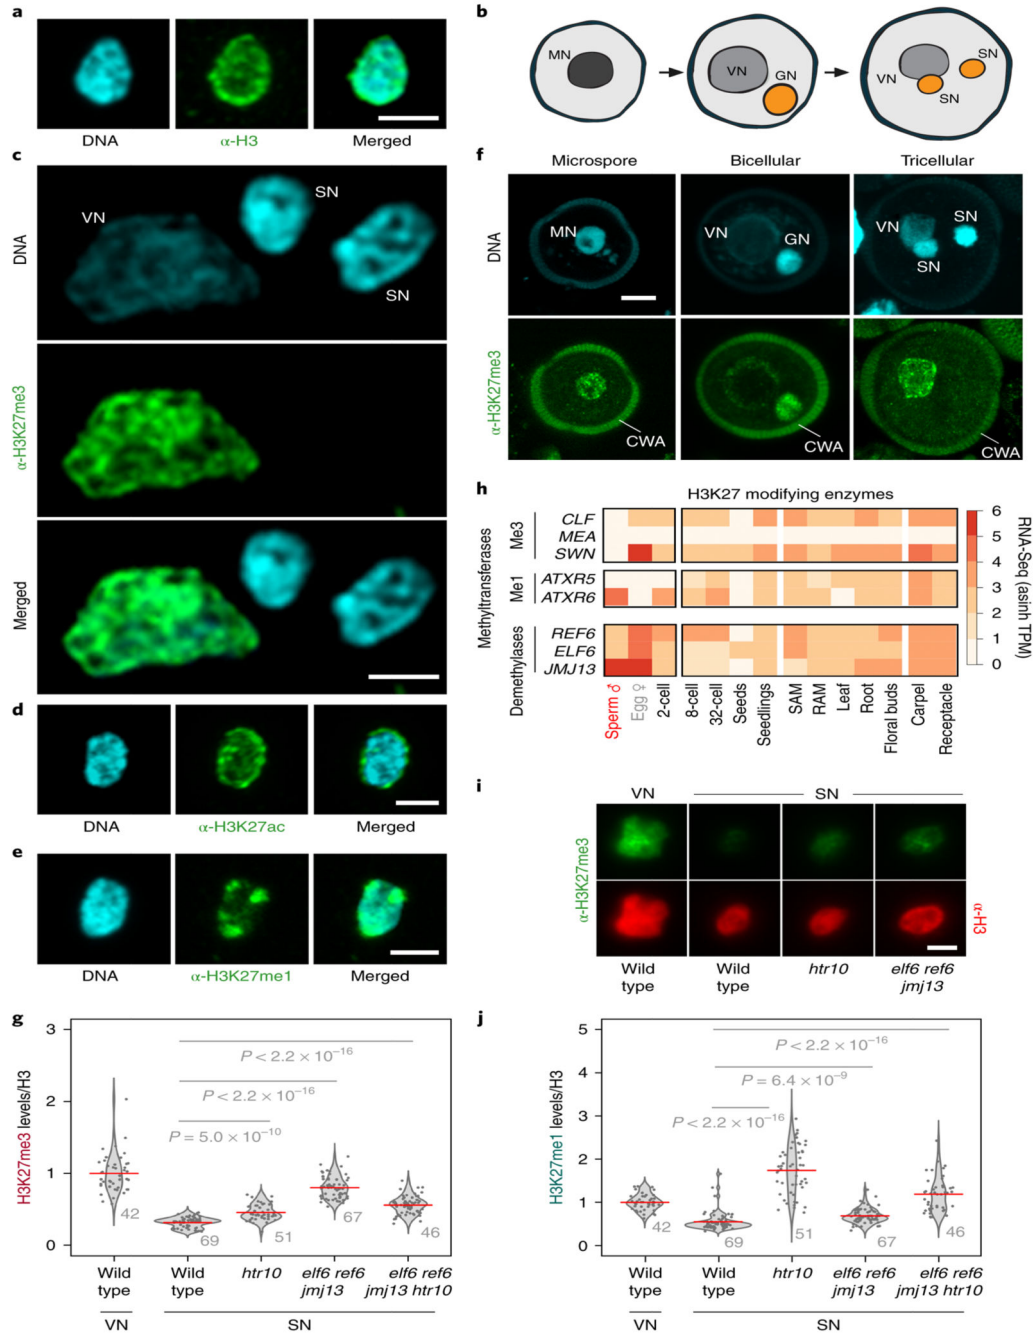 a
DNA
α-H3
Merged
b
MN
VN
GN
VN
SN
SN
c
DNA
VN
SN
SN
α-H3K27me3
Merged
d
DNA
α-H3K27ac
Merged
e
DNA
α-H3K27me1
Merged
f
Microspore
Bicellular
Tricellular
DNA
MN
VN
GN
VN
SN
SN
α-H3K27me3
CWA
CWA
CWA
h
H3K27 modifying enzymes
Methyltransferases
Me3
CLF
MEA
SWN
Me1
ATXR5
ATXR6
Demethylases
REF6
ELF6
JMJ13
Sperm ♂
Egg ♀
2-cell
8-cell
32-cell
Seeds
Seedlings
SAM
RAM
Leaf
Root
Floral buds
Carpel
Receptacle
6
5
4
3
2
1
0
RNA-Seq (asinh TPM)
i
VN
SN
α-H3K27me3
α-H3
Wild
type
Wild
type
htr10
elf6 ref6
jmj13
g
H3K27me3 levels/H3
3
2
1
0
P < 2.2 × 10−16
P < 2.2 × 10−16
P = 5.0 × 10−10
42
69
51
67
46
Wild
type
Wild
type
htr10
elf6 ref6
jmj13
elf6 ref6
jmj13 htr10
VN
SN
j
H3K27me1 levels/H3
5
4
3
2
1
0
P < 2.2 × 10−16
P = 6.4 × 10−9
P < 2.2 × 10−16
42
69
51
67
46
Wild
type
Wild
type
htr10
elf6 ref6
jmj13
elf6 ref6
jmj13 htr10
VN
SN